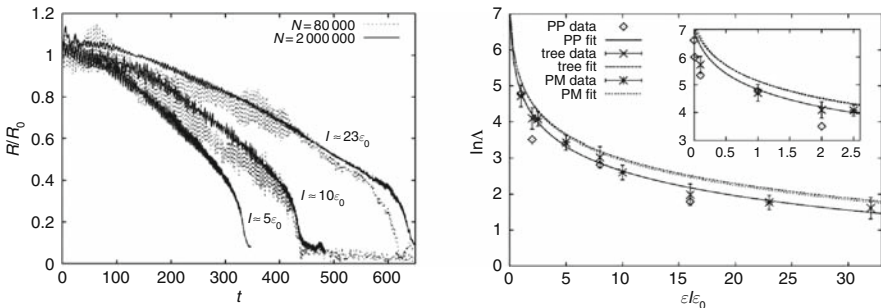 N = 80 000
N = 2 000 000
1.2
1
0.8
0.6
0.4
0.2
0
R/R0
l ≃ 23ε0
l ≃ 10ε0
l ≃ 5ε0
0 100 200 300 400 500 600
t
7
6
5
4
3
2
1
0
lnΛ
PP data
PP fit
tree data
tree fit
PM data
PM fit
7
6
5
4
3
0 0.5 1 1.5 2 2.5
0 5 10 15 20 25 30
ε/ε0